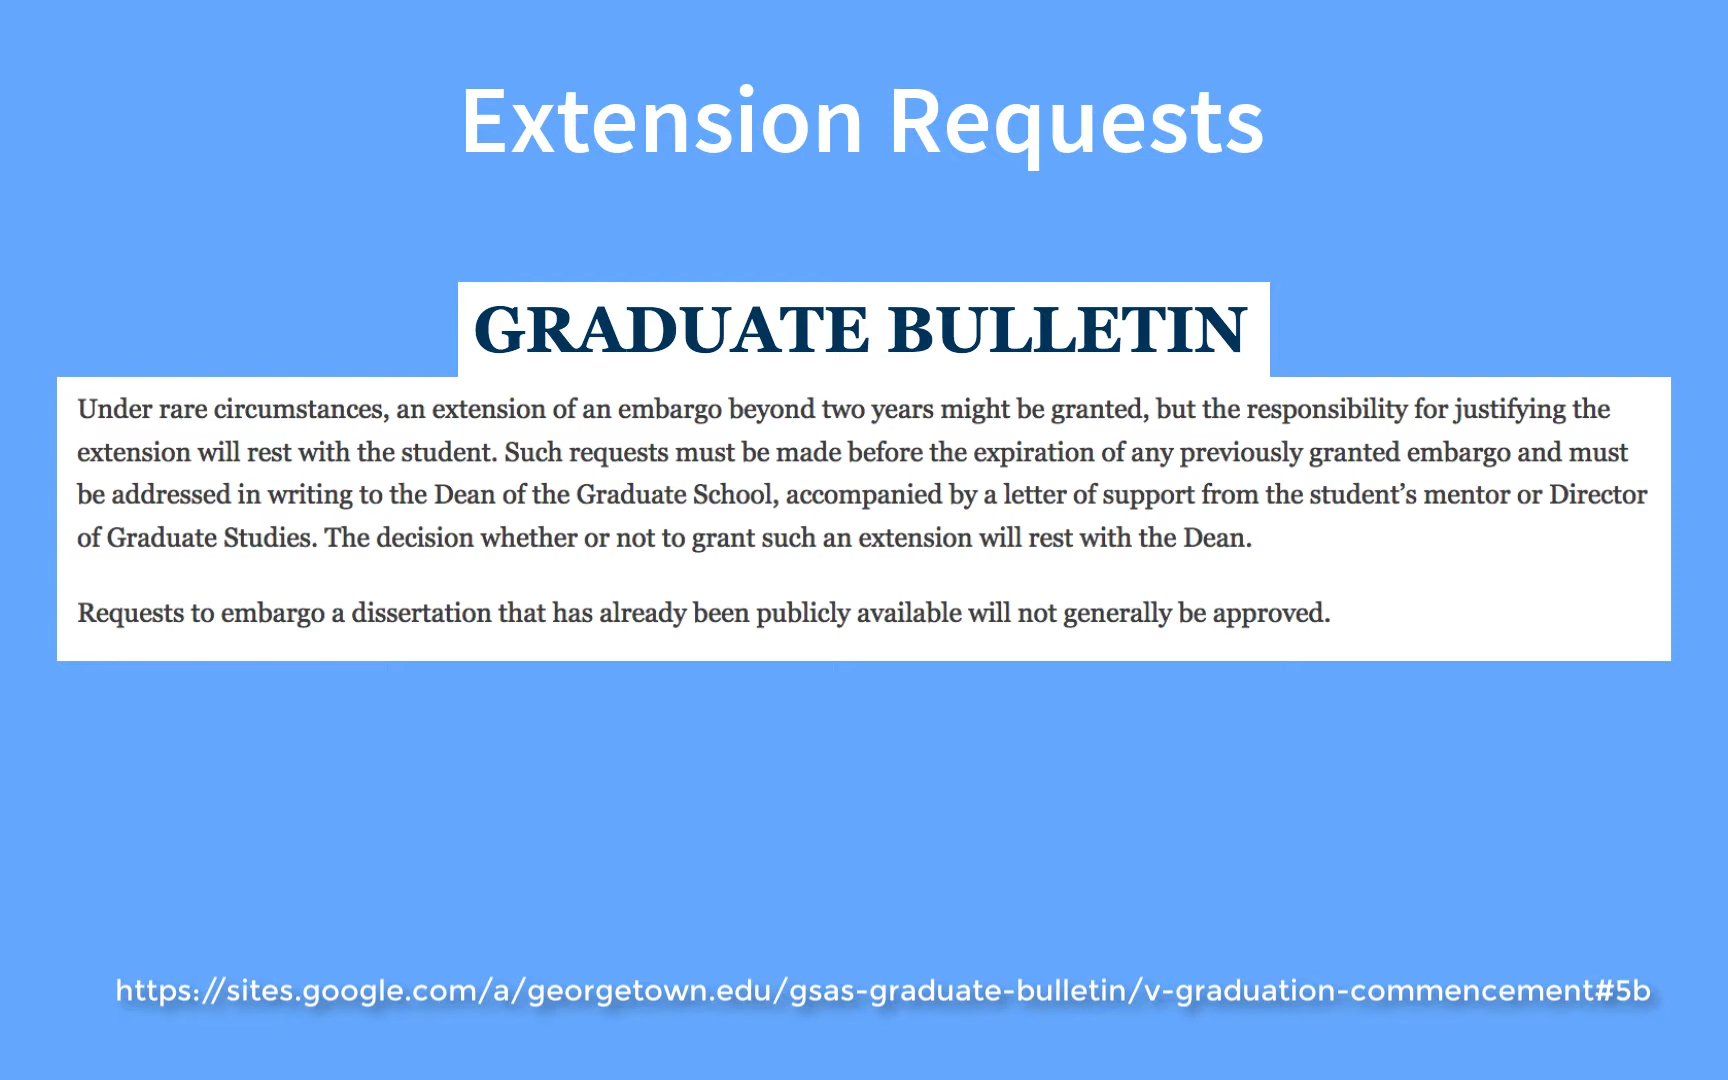 Extension Requests
GRADUATE BULLETIN
Under rare circumstances, an extension of an embargo beyond two years might be granted, but the responsibility for justifying the
extension will rest with the student. Such requests must be made before the expiration of any previously granted embargo and must
be addressed in writing to the Dean of the Graduate School, accompanied by a letter of support from the student’s mentor or Director
of Graduate Studies. The decision whether or not to grant such an extension will rest with the Dean.
Requests to embargo a dissertation that has already been publicly available will not generally be approved.
https://sites.google.com/a/georgetown.edu/gsas-graduate-bulletin/v-graduation-commencement#5b